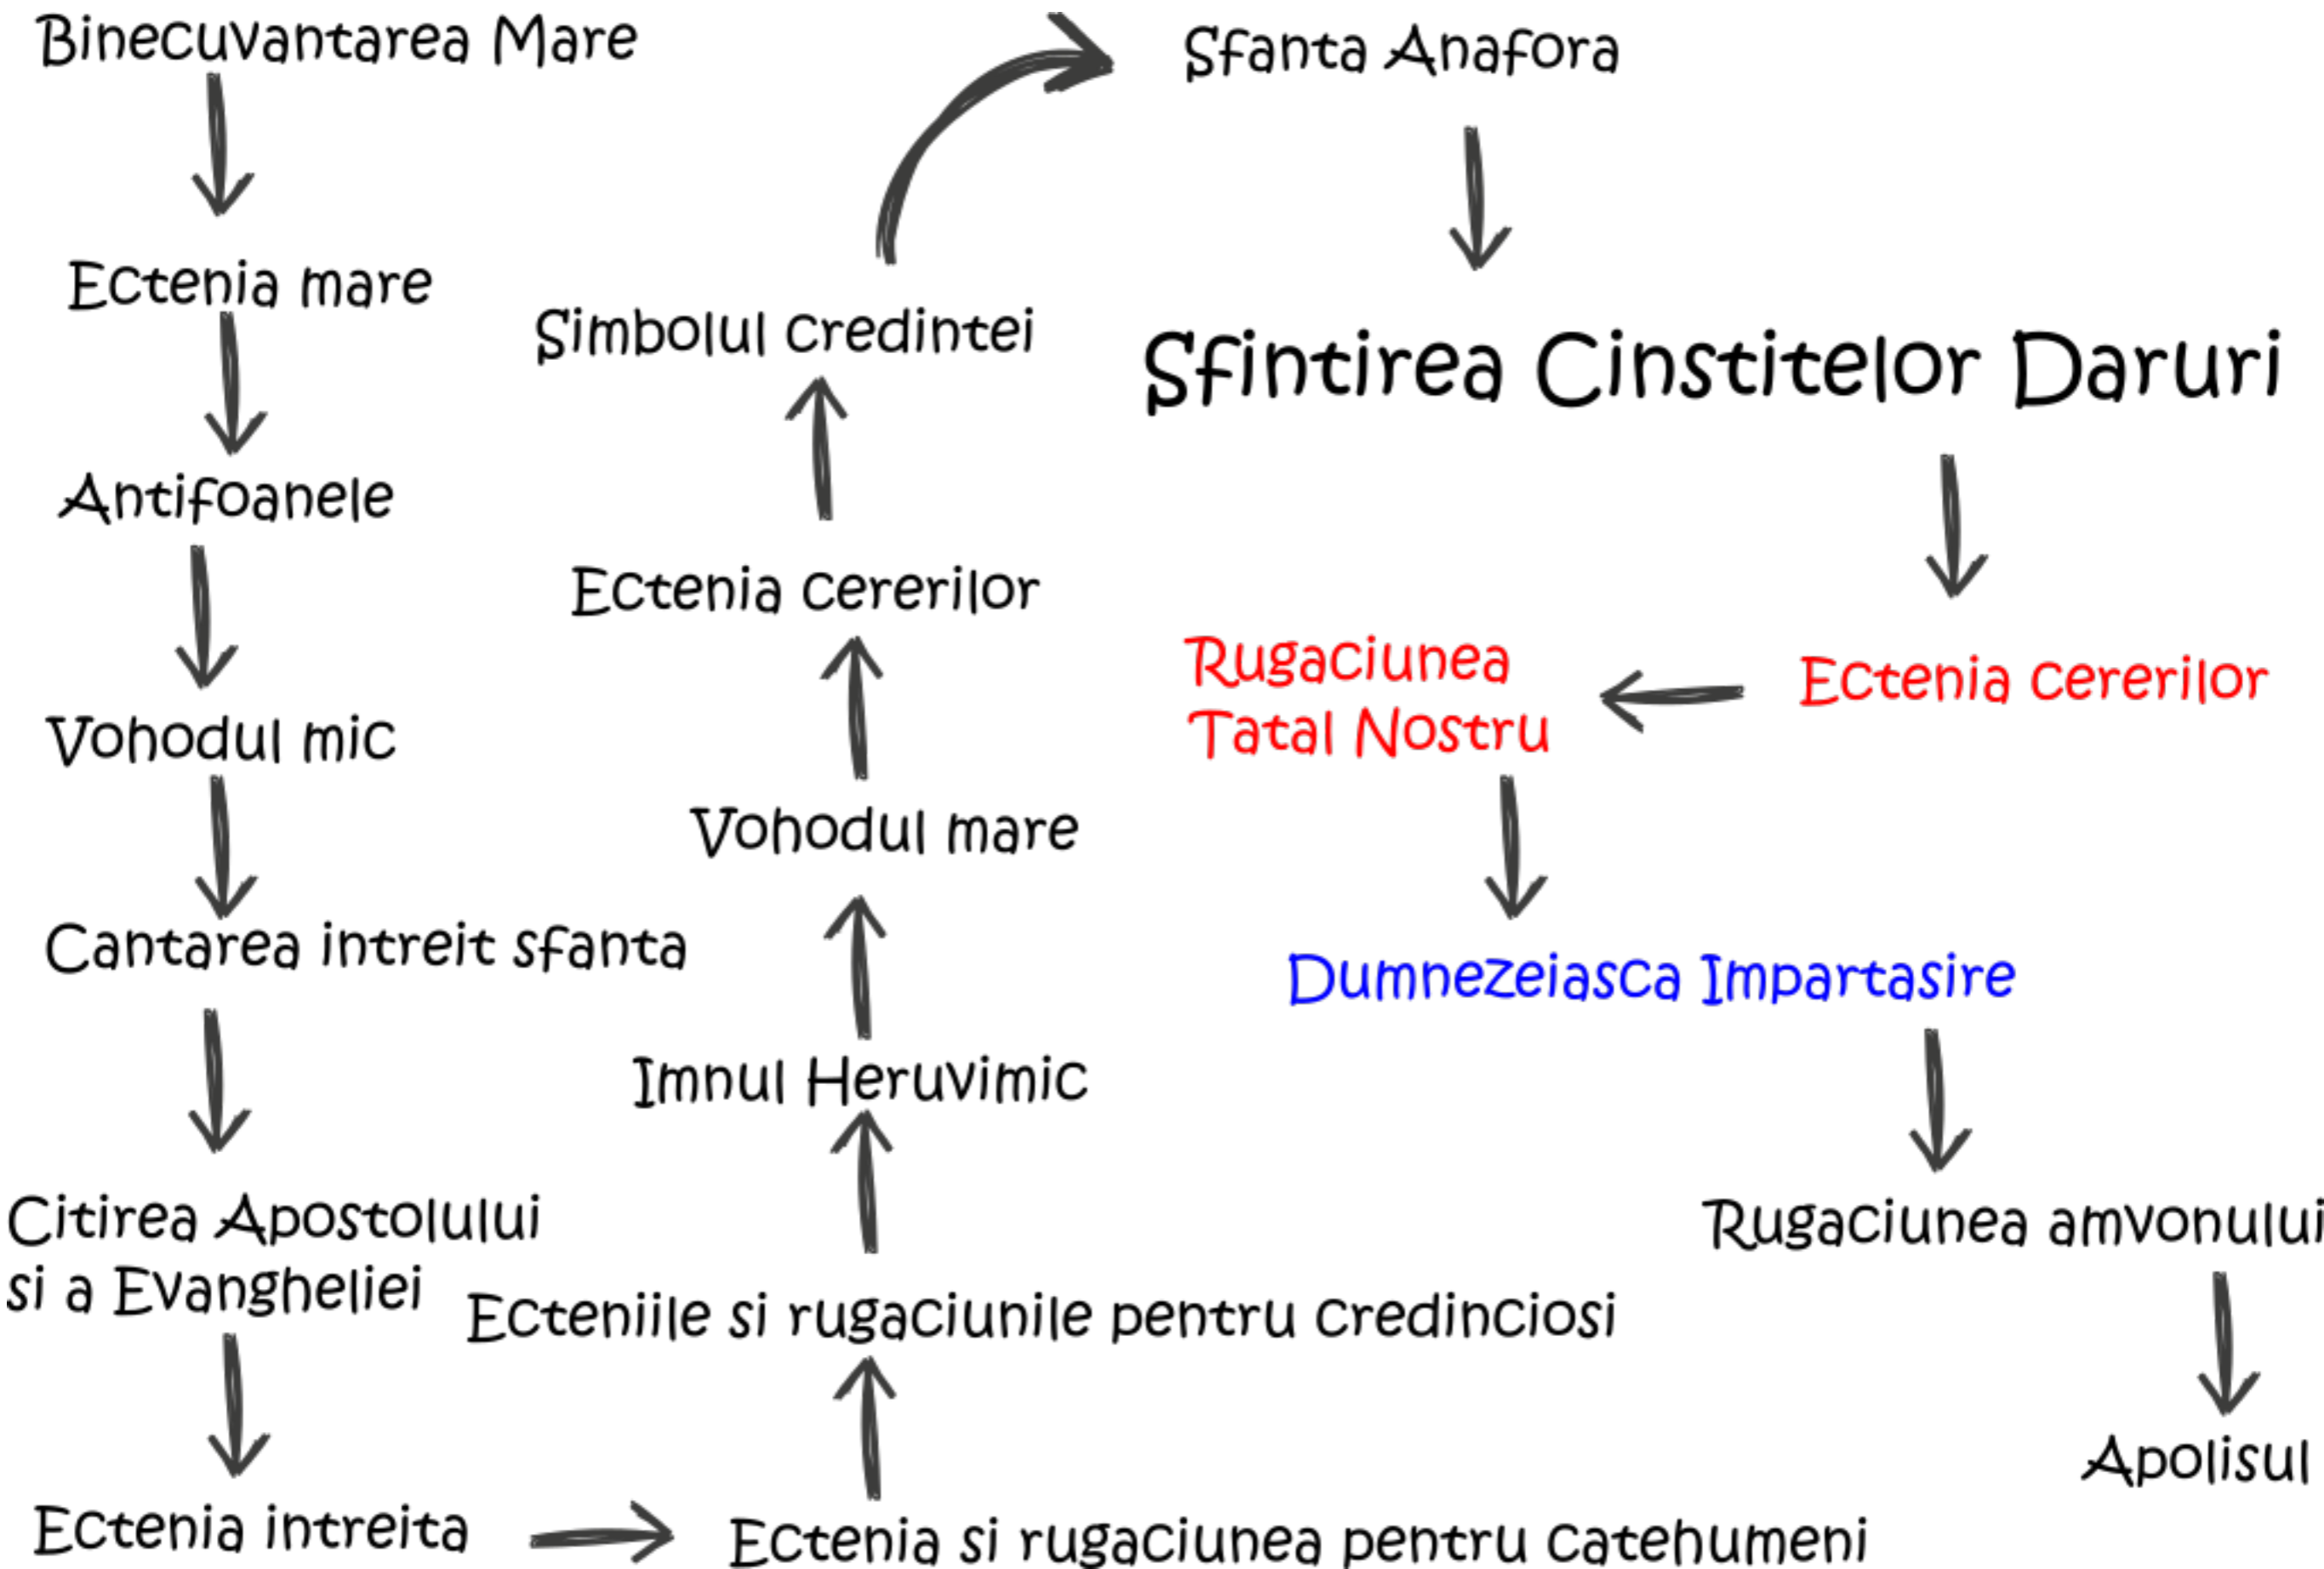 Binecuvantarea Mare
Ectenia mare
Antifoanele
Vohodul mic
Cantarea intreit sfanta
Citirea Apostolului
si a Evangheliei
Ectenia intreita
Ectenia si rugaciunea pentru catehumeni
Ecteniile si rugaciunile pentru credinciosi
Imnul Heruvimic
Vohodul mare
Ectenia cererilor
Simbolul credintei
Sfanta Anafora
Sfintirea Cinstitelor Daruri
Ectenia cererilor
Rugaciunea
Tatal Nostru
Dumnezeiasca Impartasire
Rugaciunea amvonului
Apolisul